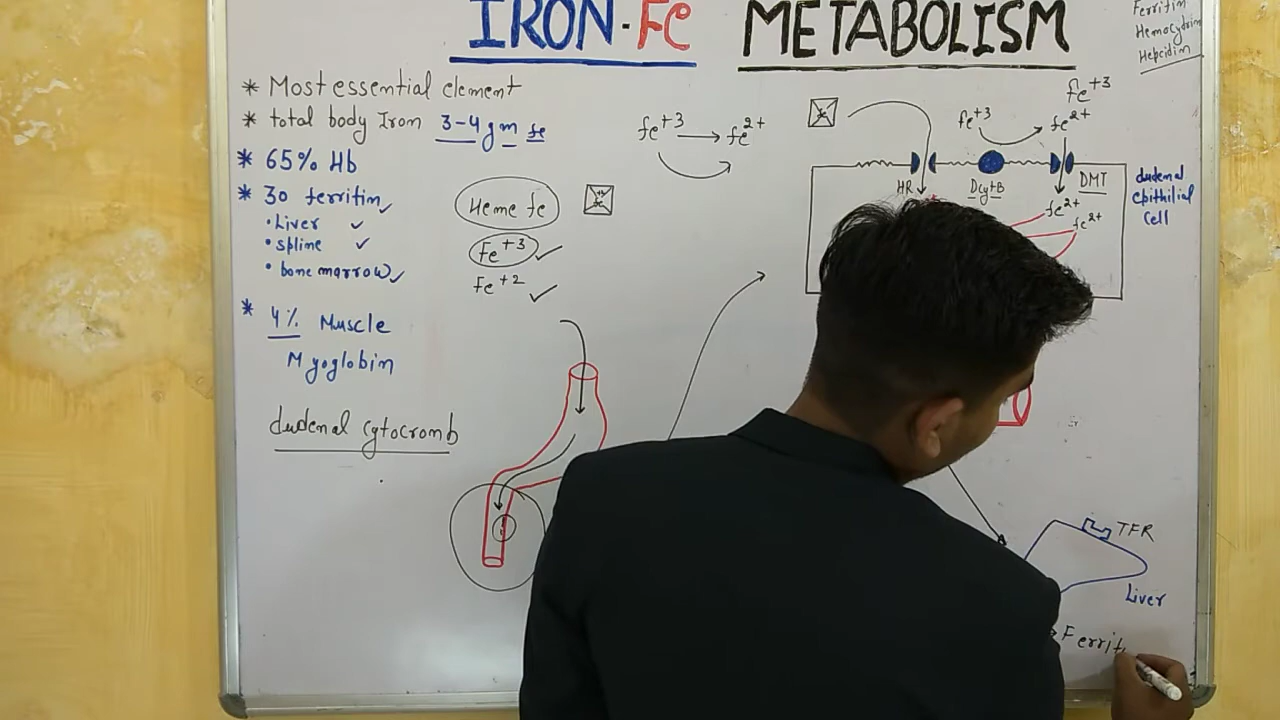 IRON-Fe METABOLISM
Ferritin
Hemocytrin
Hepcidin
* Most essential element
* total body Iron 3-4 gm fe
* 65% Hb
* 30 ferritin
• Liver
• spline
• bone marrow
* 4% Muscle
Myoglobin
dudenal cytocromb
fe+3 → fe2+
Heme fe
Fe+3
Fe+2
fe+3
fe+3
fe2+
HR
DcytB
DMT
fe2+
fe2+
dudenal
epithilial
cell
TFR
Liver
Ferrit